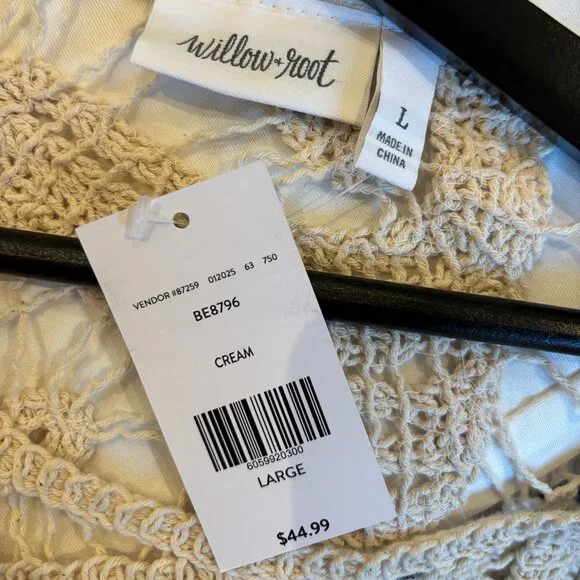 willow + root
L
MADE IN
CHINA
VENDOR #87259 012025 63 750
BE8796
CREAM
6059920300
LARGE
$44.99